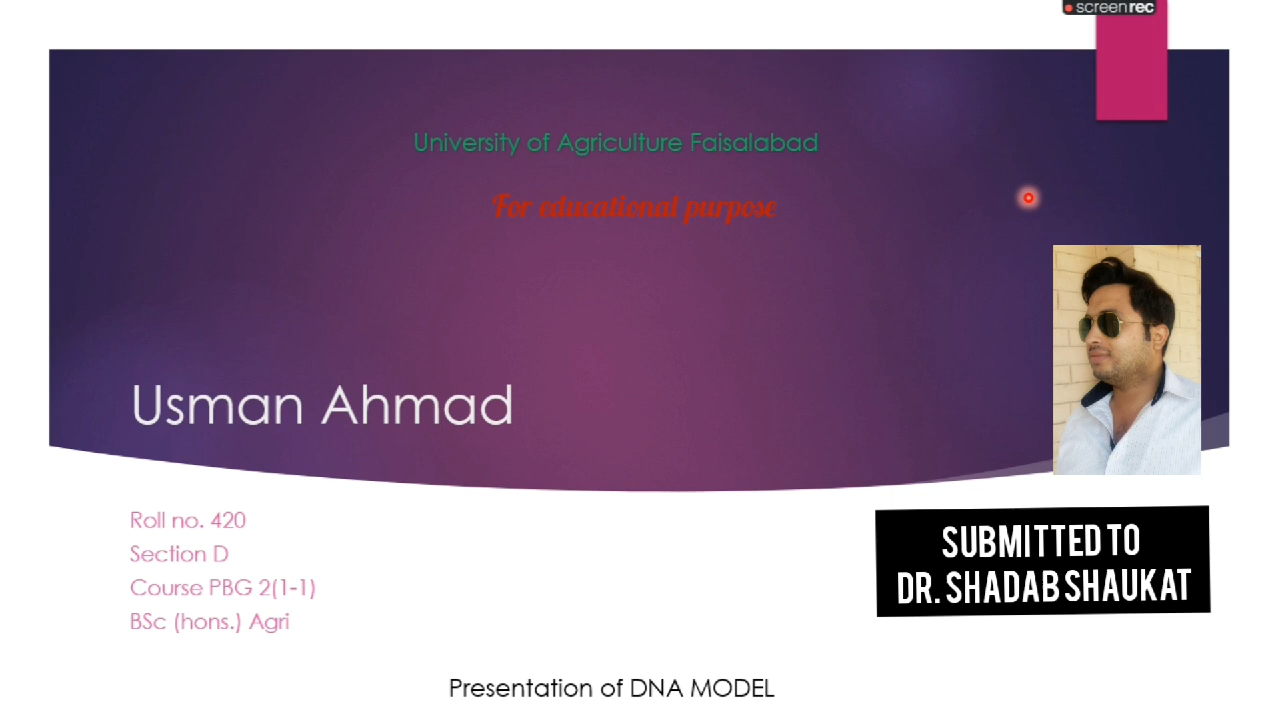 screenrec
University of Agriculture Faisalabad
For educational purpose
Usman Ahmad
Roll no. 420
Section D
Course PBG 2(1-1)
BSc (hons.) Agri
SUBMITTED TO
DR. SHADAB SHAUKAT
Presentation of DNA MODEL